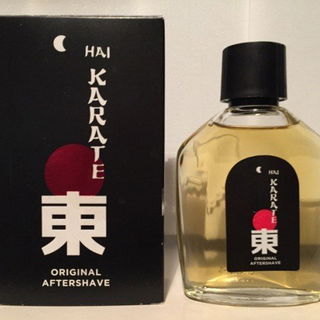 HAI
KARATE
東
ORIGINAL
AFTERSHAVE
HAI
KARATE
東
ORIGINAL
AFTERSHAVE